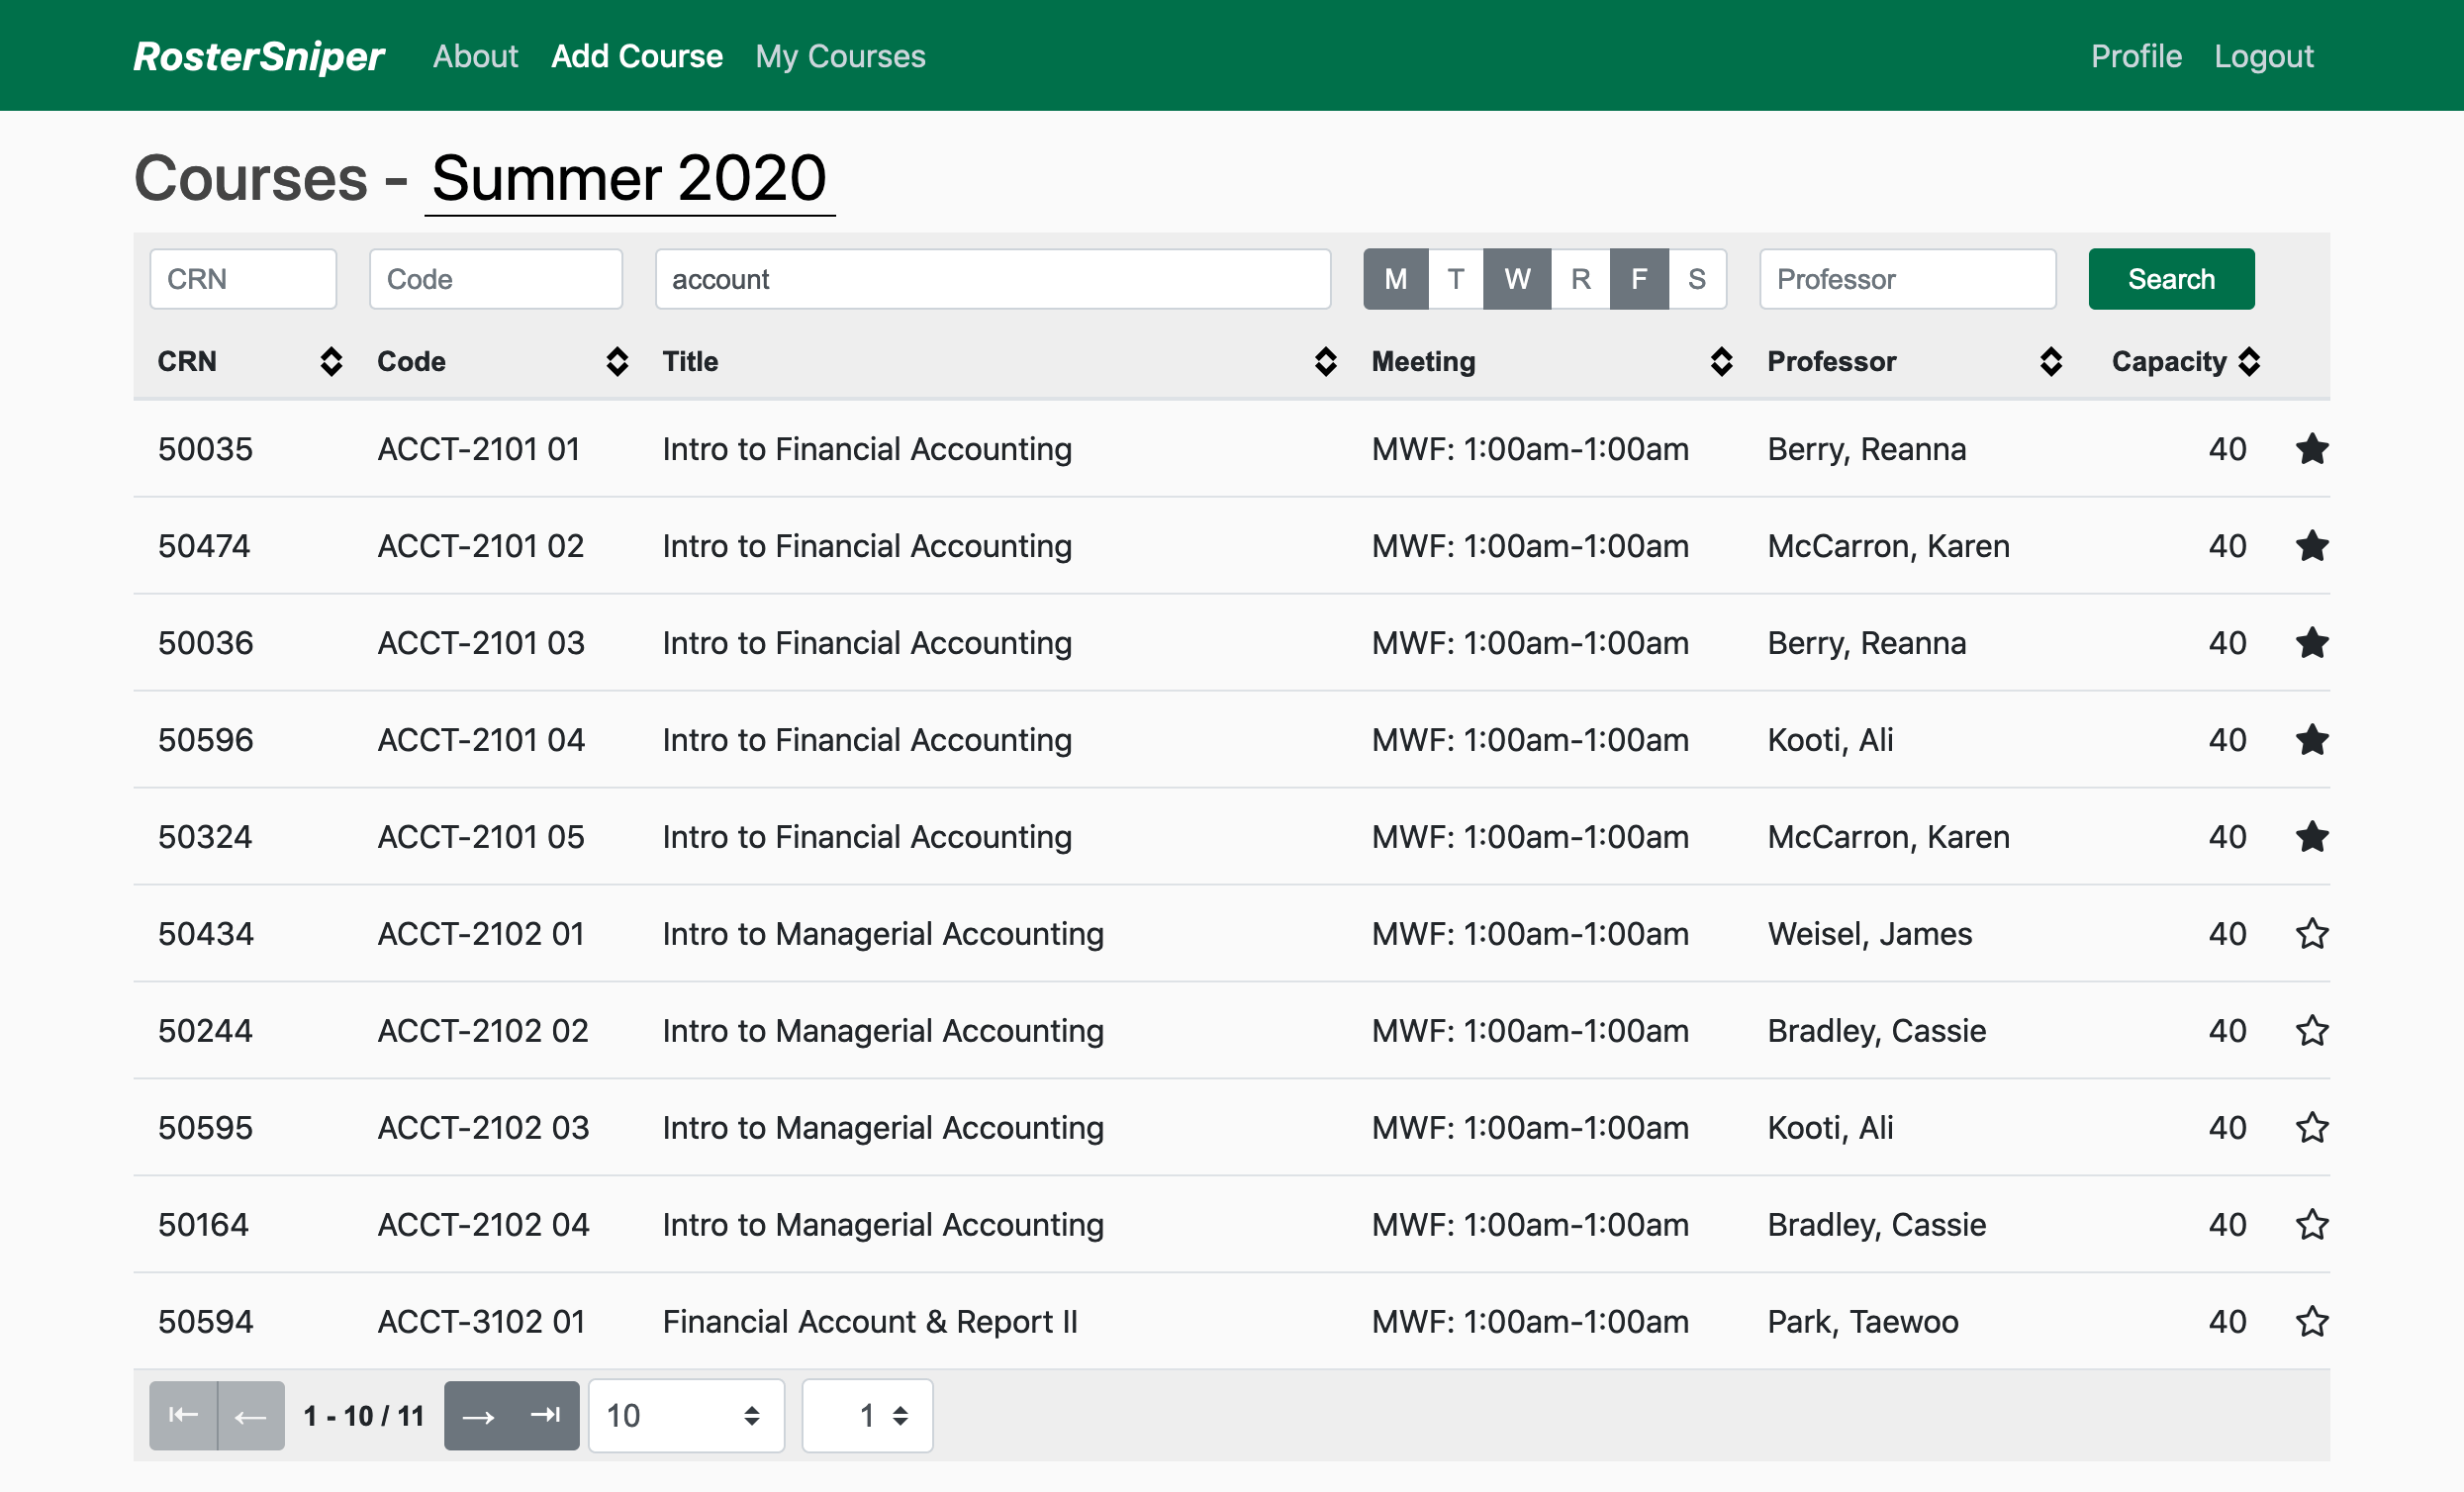 RosterSniper About Add Course My Courses Profile Logout
Courses - Summer 2020
CRN Code account M T W R F S Professor Search
CRN Code Title Meeting Professor Capacity
50035 ACCT-2101 01 Intro to Financial Accounting MWF: 1:00am-1:00am Berry, Reanna 40
50474 ACCT-2101 02 Intro to Financial Accounting MWF: 1:00am-1:00am McCarron, Karen 40
50036 ACCT-2101 03 Intro to Financial Accounting MWF: 1:00am-1:00am Berry, Reanna 40
50596 ACCT-2101 04 Intro to Financial Accounting MWF: 1:00am-1:00am Kooti, Ali 40
50324 ACCT-2101 05 Intro to Financial Accounting MWF: 1:00am-1:00am McCarron, Karen 40
50434 ACCT-2102 01 Intro to Managerial Accounting MWF: 1:00am-1:00am Weisel, James 40
50244 ACCT-2102 02 Intro to Managerial Accounting MWF: 1:00am-1:00am Bradley, Cassie 40
50595 ACCT-2102 03 Intro to Managerial Accounting MWF: 1:00am-1:00am Kooti, Ali 40
50164 ACCT-2102 04 Intro to Managerial Accounting MWF: 1:00am-1:00am Bradley, Cassie 40
50594 ACCT-3102 01 Financial Account & Report II MWF: 1:00am-1:00am Park, Taewoo 40
1 - 10 / 11 10 1